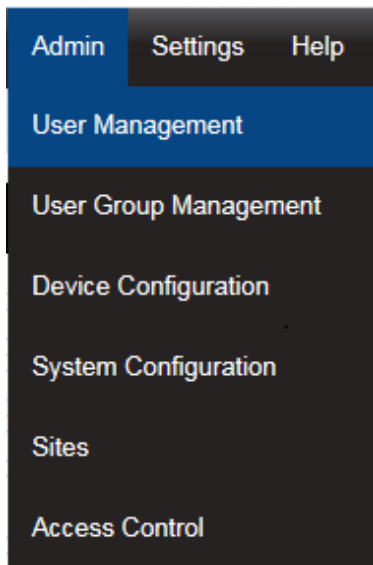 Admin Settings Help
User Management
User Group Management
Device Configuration
System Configuration
Sites
Access Control